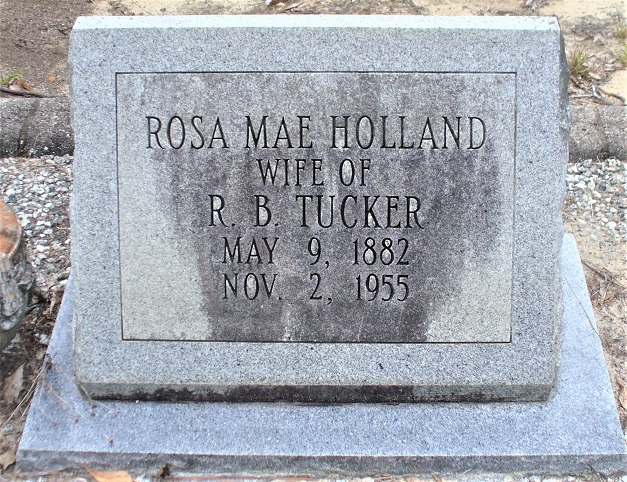 ROSA MAE HOLLAND
WIFE OF
R. B. TUCKER
MAY 9, 1882
NOV. 2, 1955